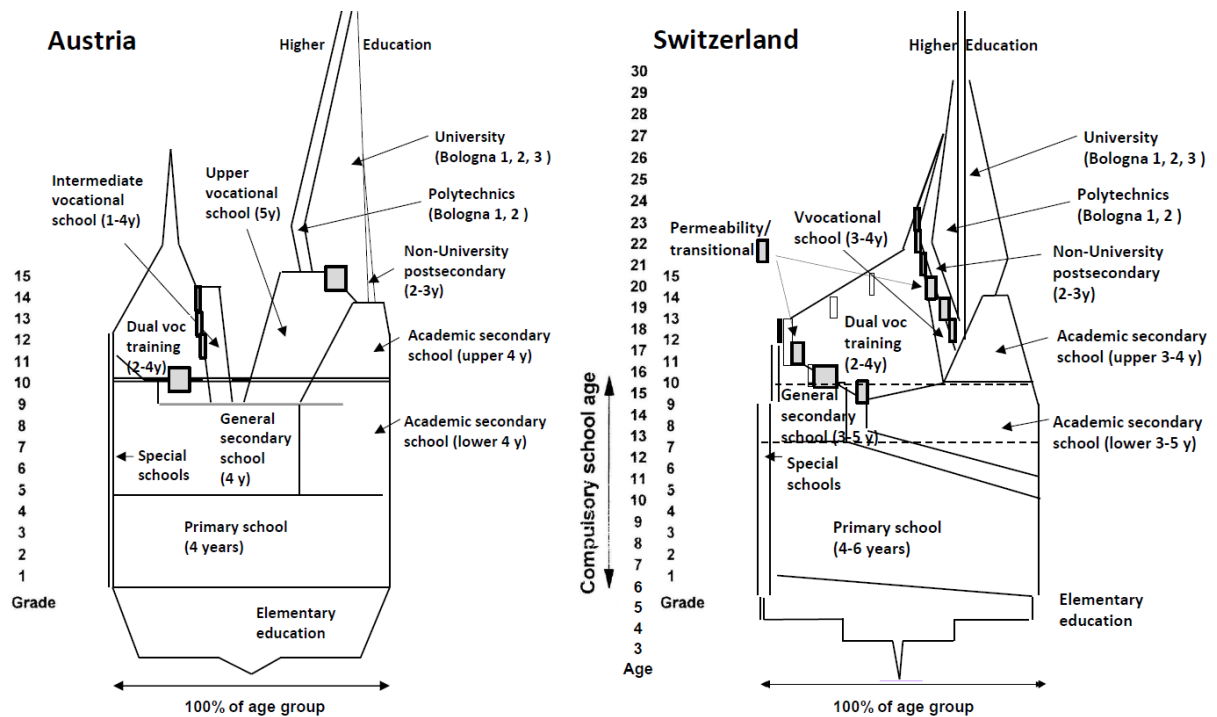 Austria
Higher Education
University
(Bologna 1, 2, 3 )
Intermediate
vocational
school (1-4y)
Upper
vocational
school (5y)
Polytechnics
(Bologna 1, 2 )
Non-University
postsecondary
(2-3y)
Dual voc
training
(2-4y)
Academic secondary
school (upper 4 y)
General
secondary
school
(4 y)
Academic secondary
school (lower 4 y)
Special
schools
Primary school
(4 years)
Elementary
education
15
14
13
12
11
10
9
8
7
6
5
4
3
2
1
Grade
100% of age group
Switzerland
Higher Education
30
29
28
27
26
25
24
23
22
21
20
19
18
17
16
15
14
13
12
11
10
9
8
7
6
5
4
3
Age
Compulsory school age
15
14
13
12
11
10
9
8
7
6
5
4
3
2
1
Grade
University
(Bologna 1, 2, 3 )
Polytechnics
(Bologna 1, 2 )
Permeability/
transitional
Vvocational
school (3-4y)
Non-University
postsecondary
(2-3y)
Dual voc
training
(2-4y)
Academic secondary
school (upper 3-4 y)
General
secondary
school (3-5 y)
Academic secondary
school (lower 3-5 y)
Special
schools
Primary school
(4-6 years)
Elementary
education
100% of age group